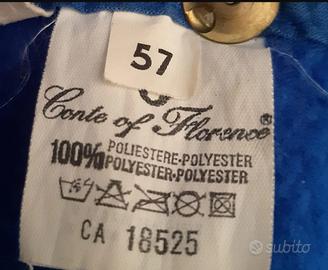 57
Conte of Florence®
100% POLIESTERE-POLYESTER
POLYESTER-POLYESTER
CA 18525
subito